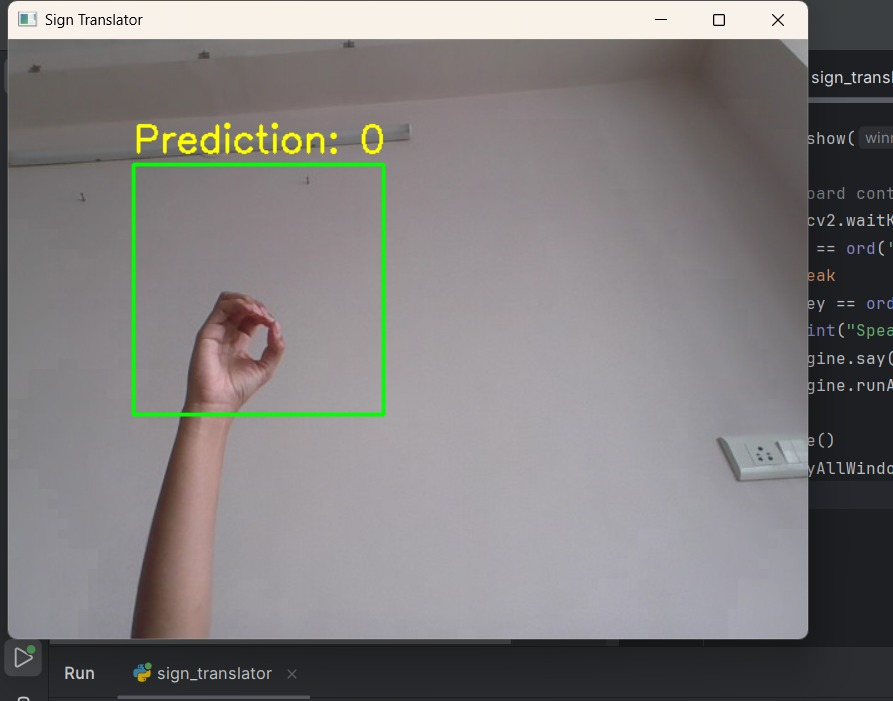 Sign Translator
sign_transl
Prediction: 0
show( winn
oard cont
cv2.waitK
== ord('
eak
ey == ord
int("Spea
gine.say(
gine.runA
e()
yAllWindo
Run
sign_translator